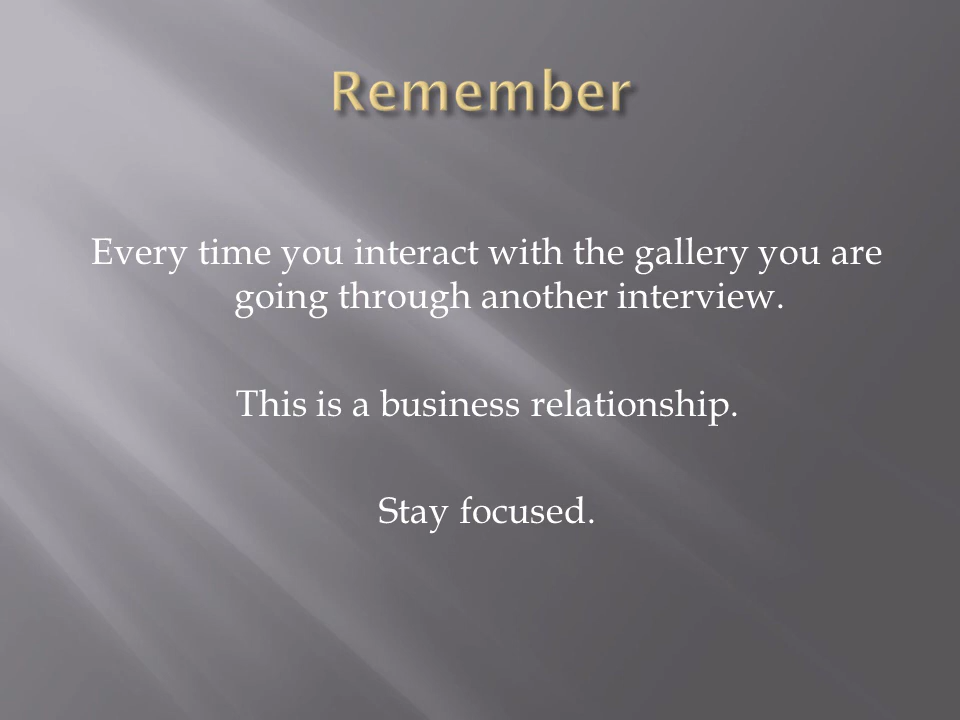 Remember
Every time you interact with the gallery you are
going through another interview.
This is a business relationship.
Stay focused.